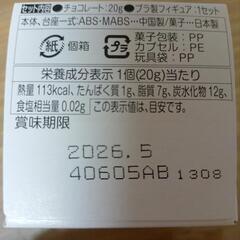 セット内容 ●チョコレート:20g ●プラ製フィギュア:1セット
本体、台座一式:ABS・MABS…中国製/菓子…日本製
紙 個箱
菓子包装:PP
カプセル:PE
玩具袋:PP
栄養成分表示 1個(20g)当たり
熱量 113kcal、たんぱく質 1g、脂質 7g、炭水化物 12g、
食塩相当量 0.02g 】この表示値は、目安です。
賞味期限
2026.5
40605AB 1308